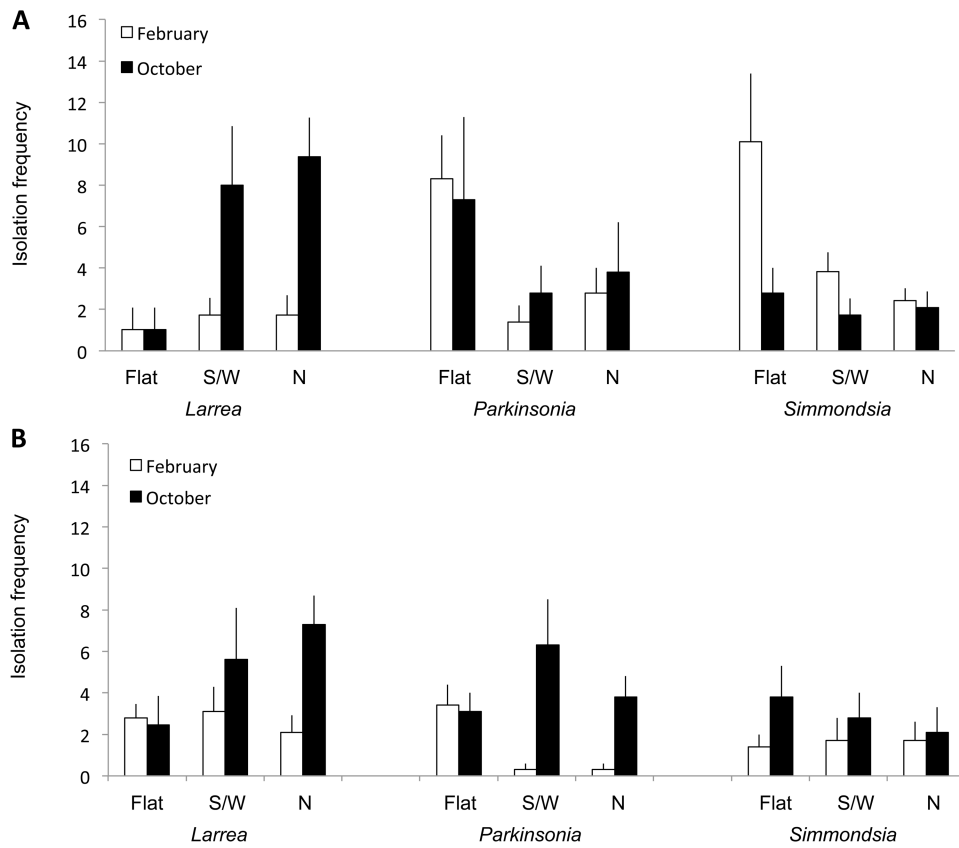 A
16
February
14
October
12
10
Isolation frequency
8
6
4
2
0
Flat S/W N Flat S/W N Flat S/W N
Larrea Parkinsonia Simmondsia
B
16
February
14
October
12
10
Isolation frequency
8
6
4
2
0
Flat S/W N Flat S/W N Flat S/W N
Larrea Parkinsonia Simmondsia